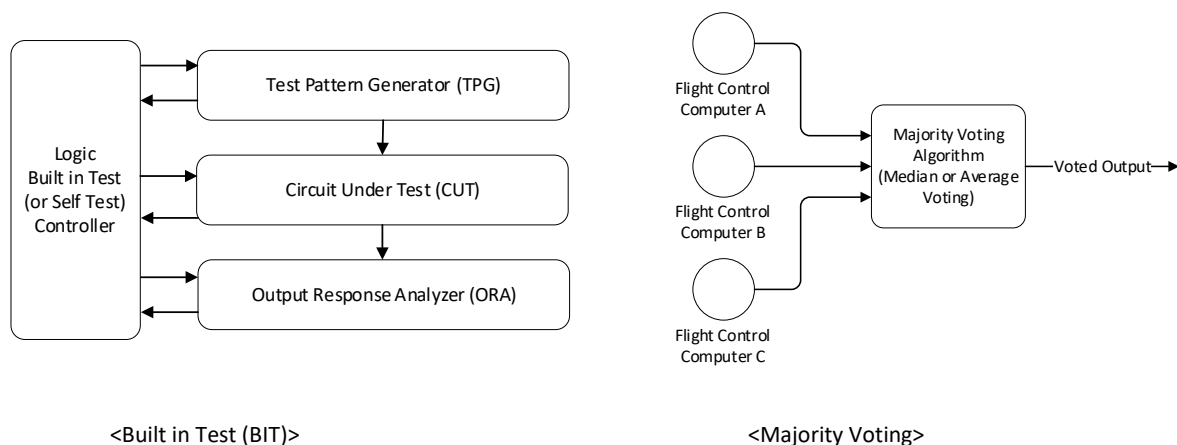 Logic
Built in Test
(or Self Test)
Controller
Test Pattern Generator (TPG)
Circuit Under Test (CUT)
Output Response Analyzer (ORA)
<Built in Test (BIT)>
Flight Control
Computer A
Flight Control
Computer B
Flight Control
Computer C
Majority Voting
Algorithm
(Median or Average
Voting)
Voted Output
<Majority Voting>